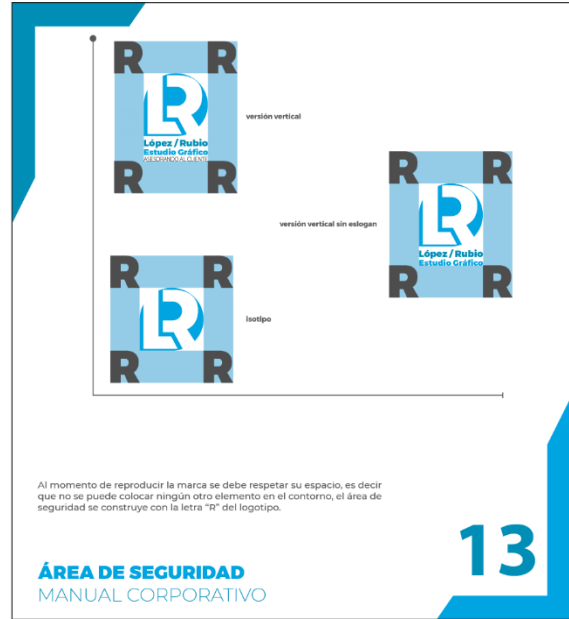 R R
LR
López / Rubio
Estudio Gráfico
ASESORANDO AL CLIENTE
R R
versión vertical
R R
LR
López / Rubio
Estudio Gráfico
R R
versión vertical sin eslogan
R R
LR
R R
isotipo
Al momento de reproducir la marca se debe respetar su espacio, es decir
que no se puede colocar ningún otro elemento en el contorno, el área de
seguridad se construye con la letra “R” del logotipo.
13
ÁREA DE SEGURIDAD
MANUAL CORPORATIVO